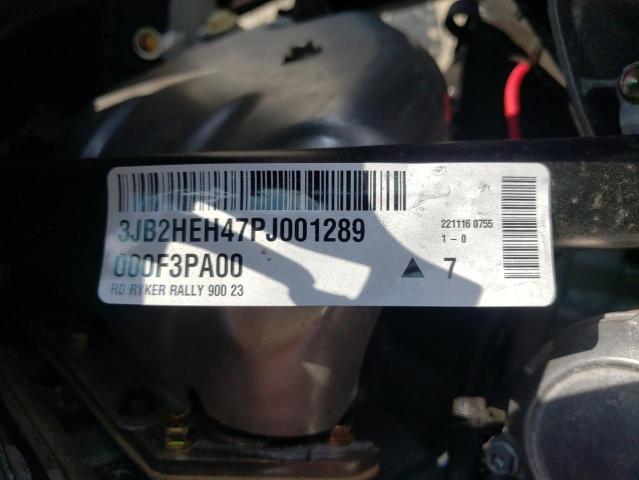 3JB2HEH47PJ001289
000F3PA00
RD RYKER RALLY 900 23
221116 0755
1 - 0
▲ 7